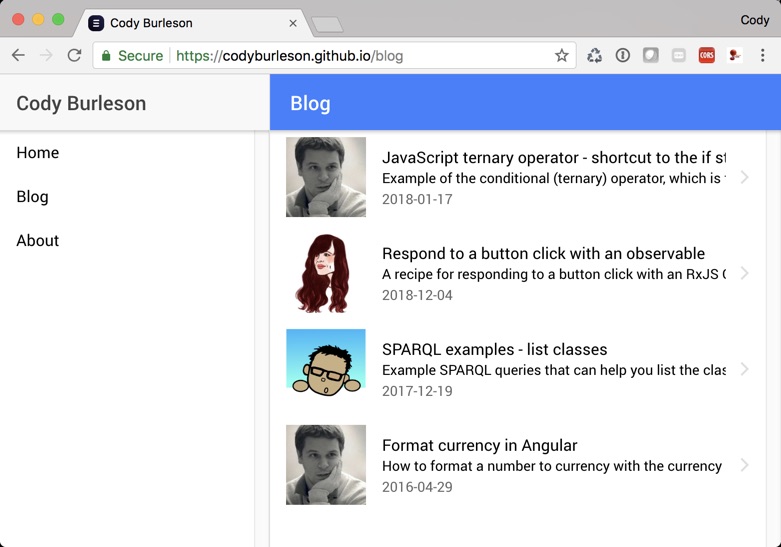 Cody Burleson
Cody
Secure
https://codyburleson.github.io/blog
CORS
Cody Burleson
Blog
Home
Blog
About
JavaScript ternary operator - shortcut to the if
Example of the conditional (ternary) operator, which is
2018-01-17
Respond to a button click with an observable
A recipe for responding to a button click with an RxJS
2018-12-04
SPARQL examples - list classes
Example SPARQL queries that can help you list the
2017-12-19
Format currency in Angular
How to format a number to currency with the currency
2016-04-29